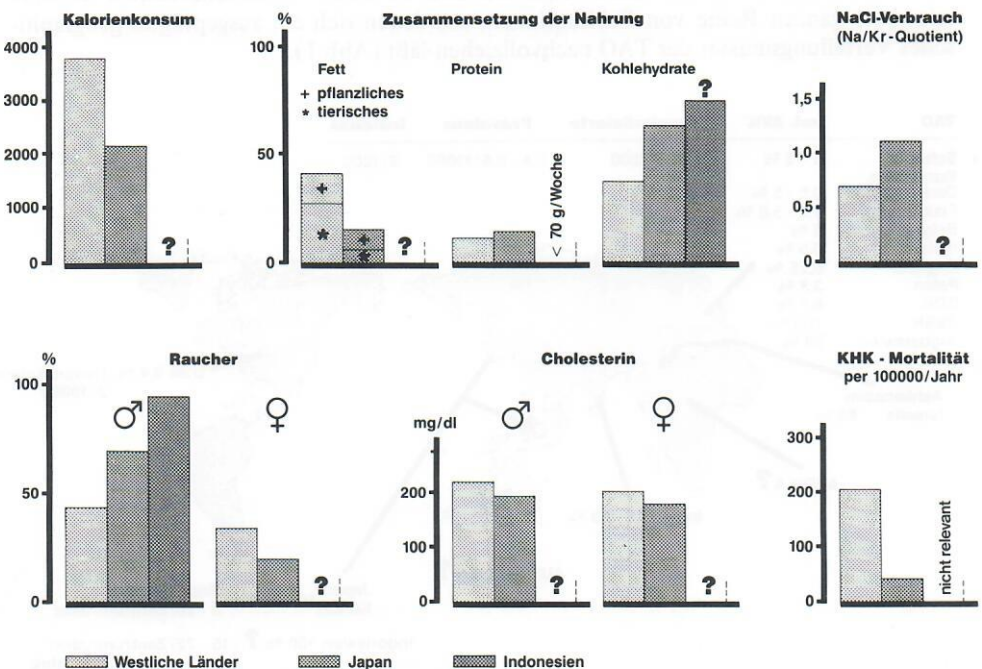 Kalorienkonsum
4000
3000
2000
1000
0
?
%
Zusammensetzung der Nahrung
100
50
0
Fett
+ pflanzliches
* tierisches
+
*
+
*
?
Protein
< 70 g/Woche
Kohlehydrate
?
NaCl-Verbrauch
(Na/Kr-Quotient)
1,5
1,0
0,5
0
?
%
Raucher
100
50
0
♂
♀
?
Cholesterin
mg/dl
200
100
0
♂
♀
?
?
KHK - Mortalität
per 100000/Jahr
300
200
100
0
nicht relevant
Westliche Länder
Japan
Indonesien